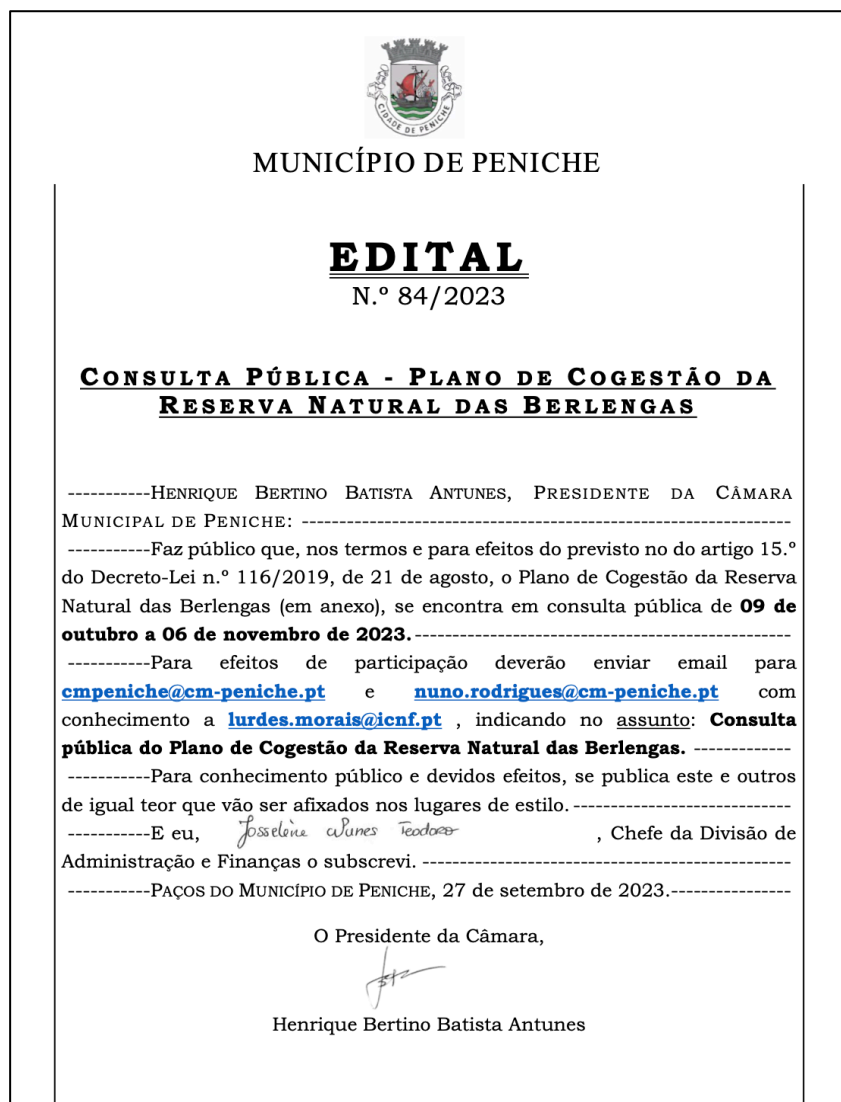 CIDADE DE PENICHE
MUNICÍPIO DE PENICHE
EDITAL
N.º 84/2023
CONSULTA PÚBLICA - PLANO DE COGESTÃO DA
RESERVA NATURAL DAS BERLENGAS
-----------HENRIQUE BERTINO BATISTA ANTUNES, PRESIDENTE DA CÂMARA
MUNICIPAL DE PENICHE: -----------------------------------------------------------------
-----------Faz público que, nos termos e para efeitos do previsto no do artigo 15.º
do Decreto-Lei n.º 116/2019, de 21 de agosto, o Plano de Cogestão da Reserva
Natural das Berlengas (em anexo), se encontra em consulta pública de 09 de
outubro a 06 de novembro de 2023.--------------------------------------------------
-----------Para efeitos de participação deverão enviar email para
cmpeniche@cm-peniche.pt e nuno.rodrigues@cm-peniche.pt com
conhecimento a lurdes.morais@icnf.pt , indicando no assunto: Consulta
pública do Plano de Cogestão da Reserva Natural das Berlengas. -------------
-----------Para conhecimento público e devidos efeitos, se publica este e outros
de igual teor que vão ser afixados nos lugares de estilo.-----------------------------
-----------E eu, Josselène Nunes Teodoro , Chefe da Divisão de
Administração e Finanças o subscrevi. -------------------------------------------------
-----------PAÇOS DO MUNICÍPIO DE PENICHE, 27 de setembro de 2023.----------------
O Presidente da Câmara,
Henrique Bertino Batista Antunes